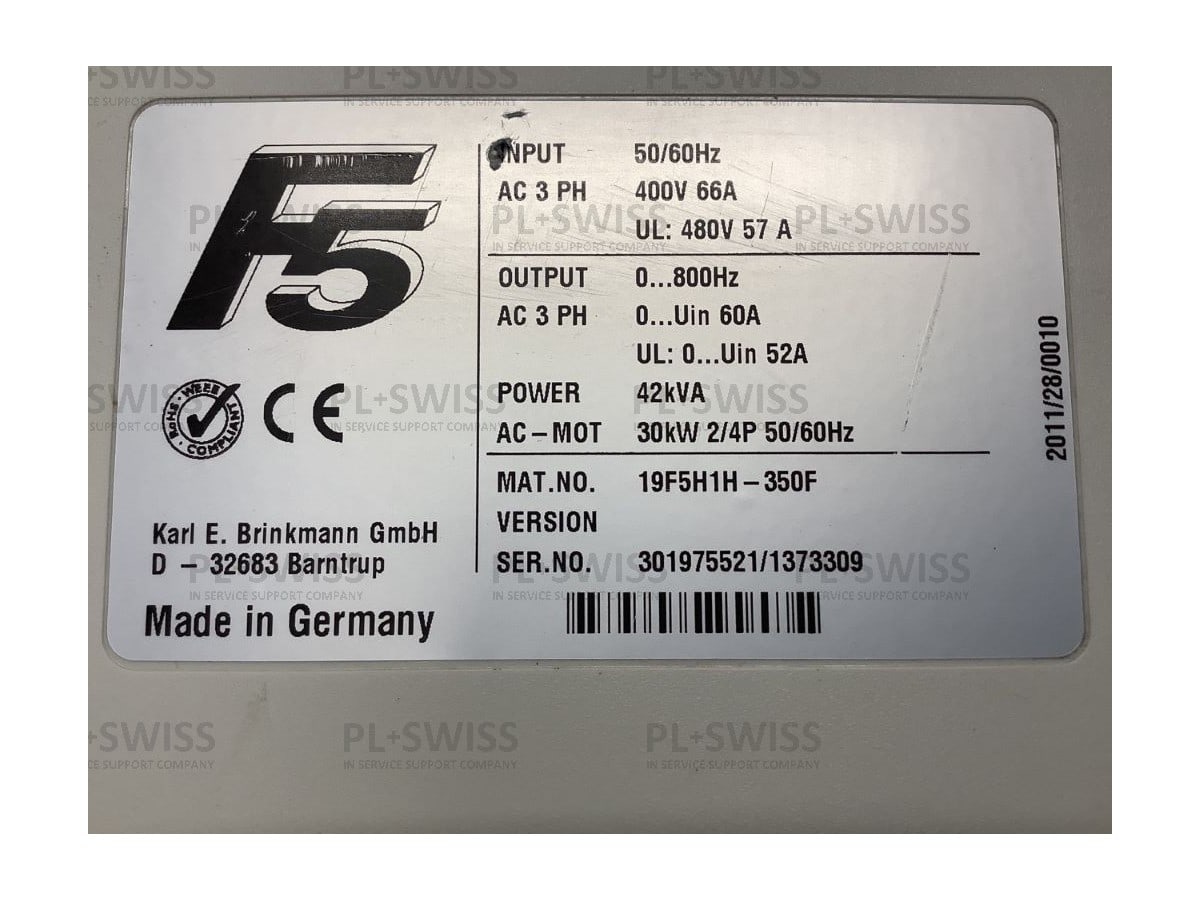 F5
INPUT 50/60Hz
AC 3 PH 400V 66A
UL: 480V 57 A
OUTPUT 0...800Hz
AC 3 PH 0...Uin 60A
UL: 0...Uin 52A
POWER 42kVA
AC – MOT 30kW 2/4P 50/60Hz
MAT.NO. 19F5H1H – 350F
VERSION
SER.NO. 301975521/1373309
RoHS · WEEE · COMPLIANT
CE
Karl E. Brinkmann GmbH
D – 32683 Barntrup
Made in Germany
2011/28/0010
PL+SWISS
IN SERVICE SUPPORT COMPANY